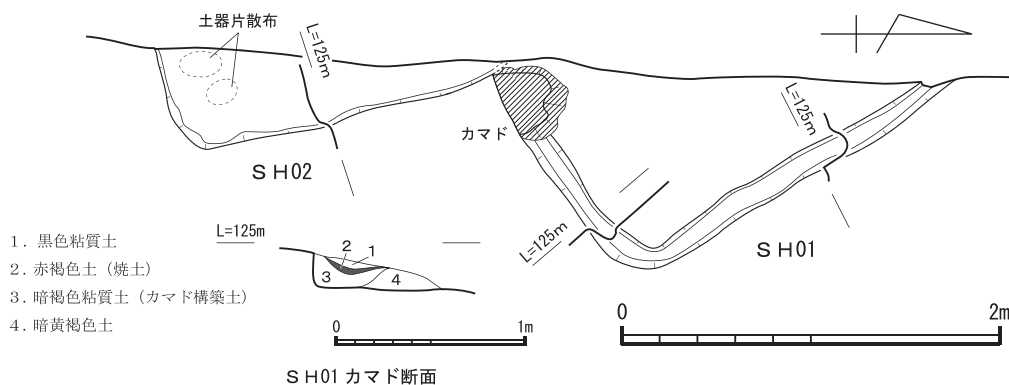 土器片散布
L=125m
カマド
L=125m
ＳH02
L=125m
ＳH01
L=125m
1．黒色粘質土
2．赤褐色土（焼土）
3．暗褐色粘質土（カマド構築土）
4．暗黄褐色土
2 1
3 4
0 1m
0 2m
ＳH01 カマド断面